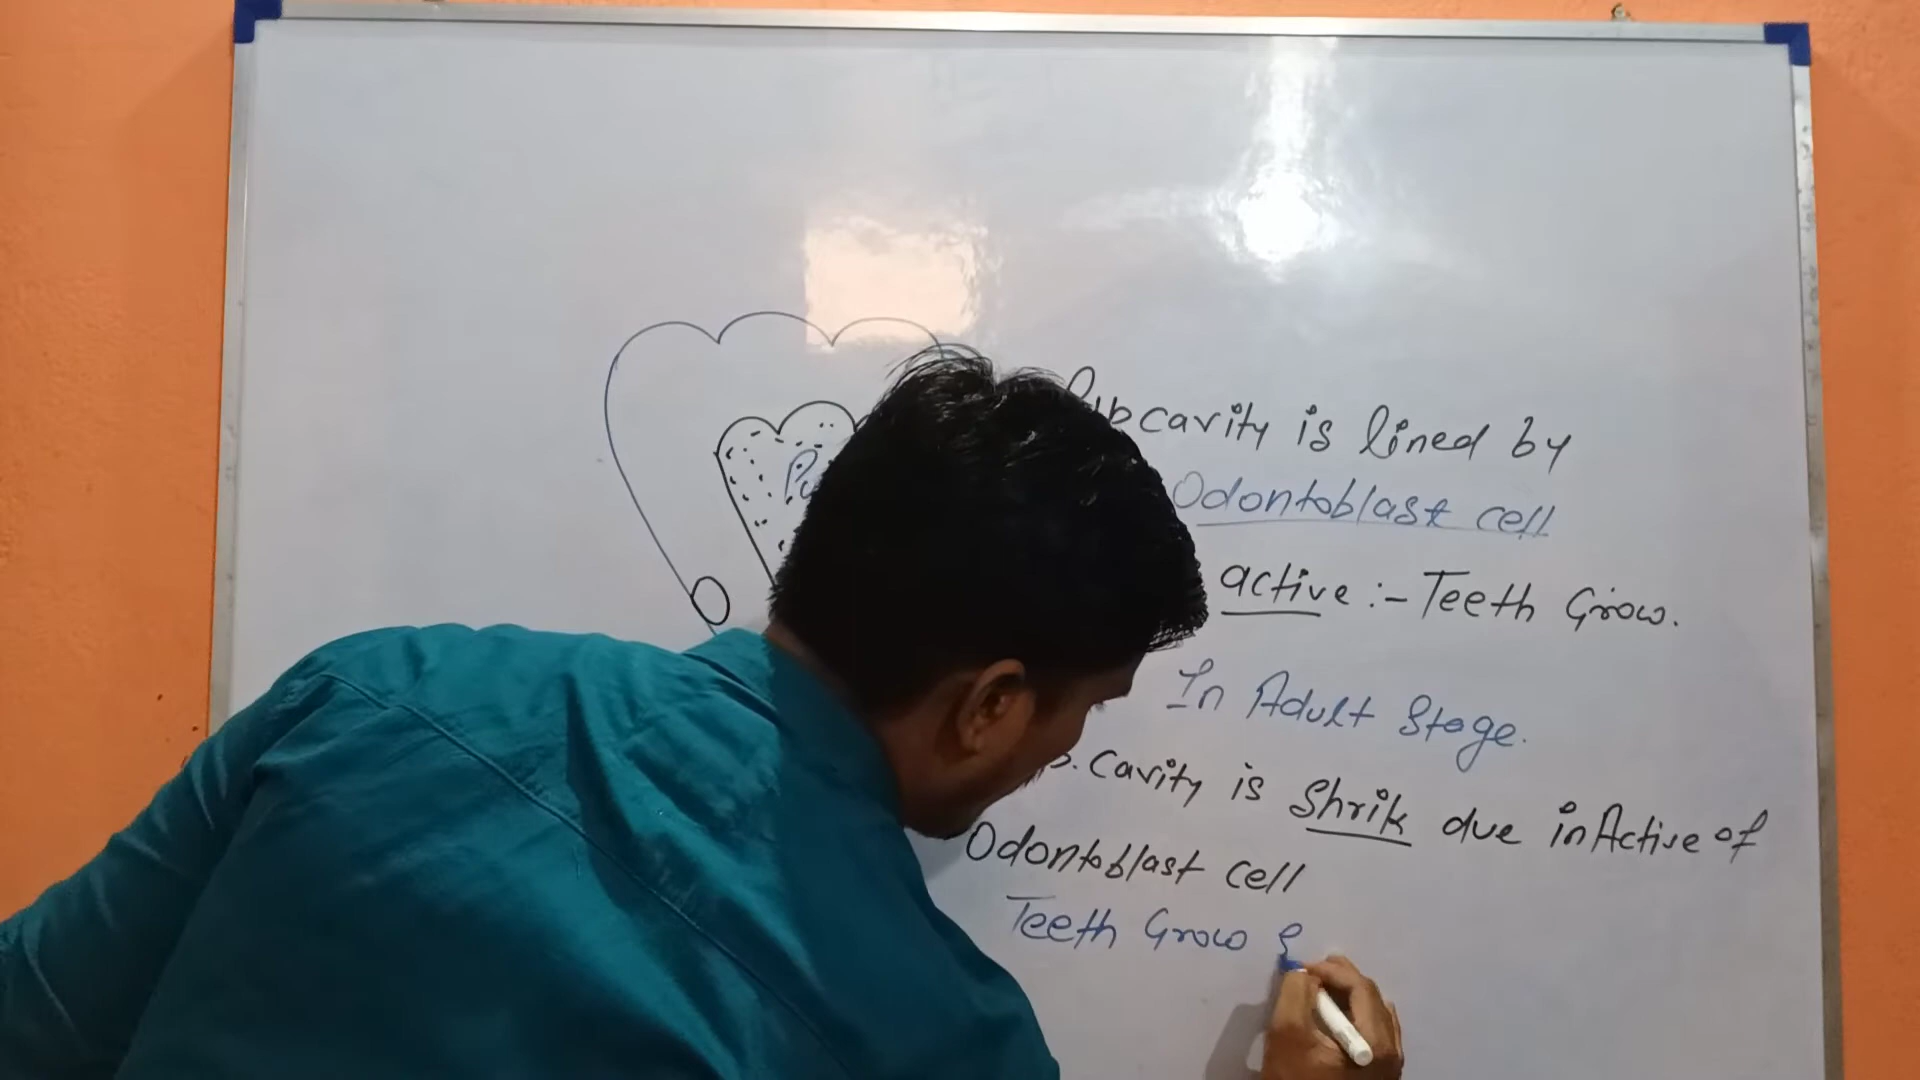 cavity is lined by
Odontoblast cell
active :- Teeth Grow.
In Adult Stage.
P. cavity is Shrik due inActive of
Odontoblast cell
Teeth Grow S